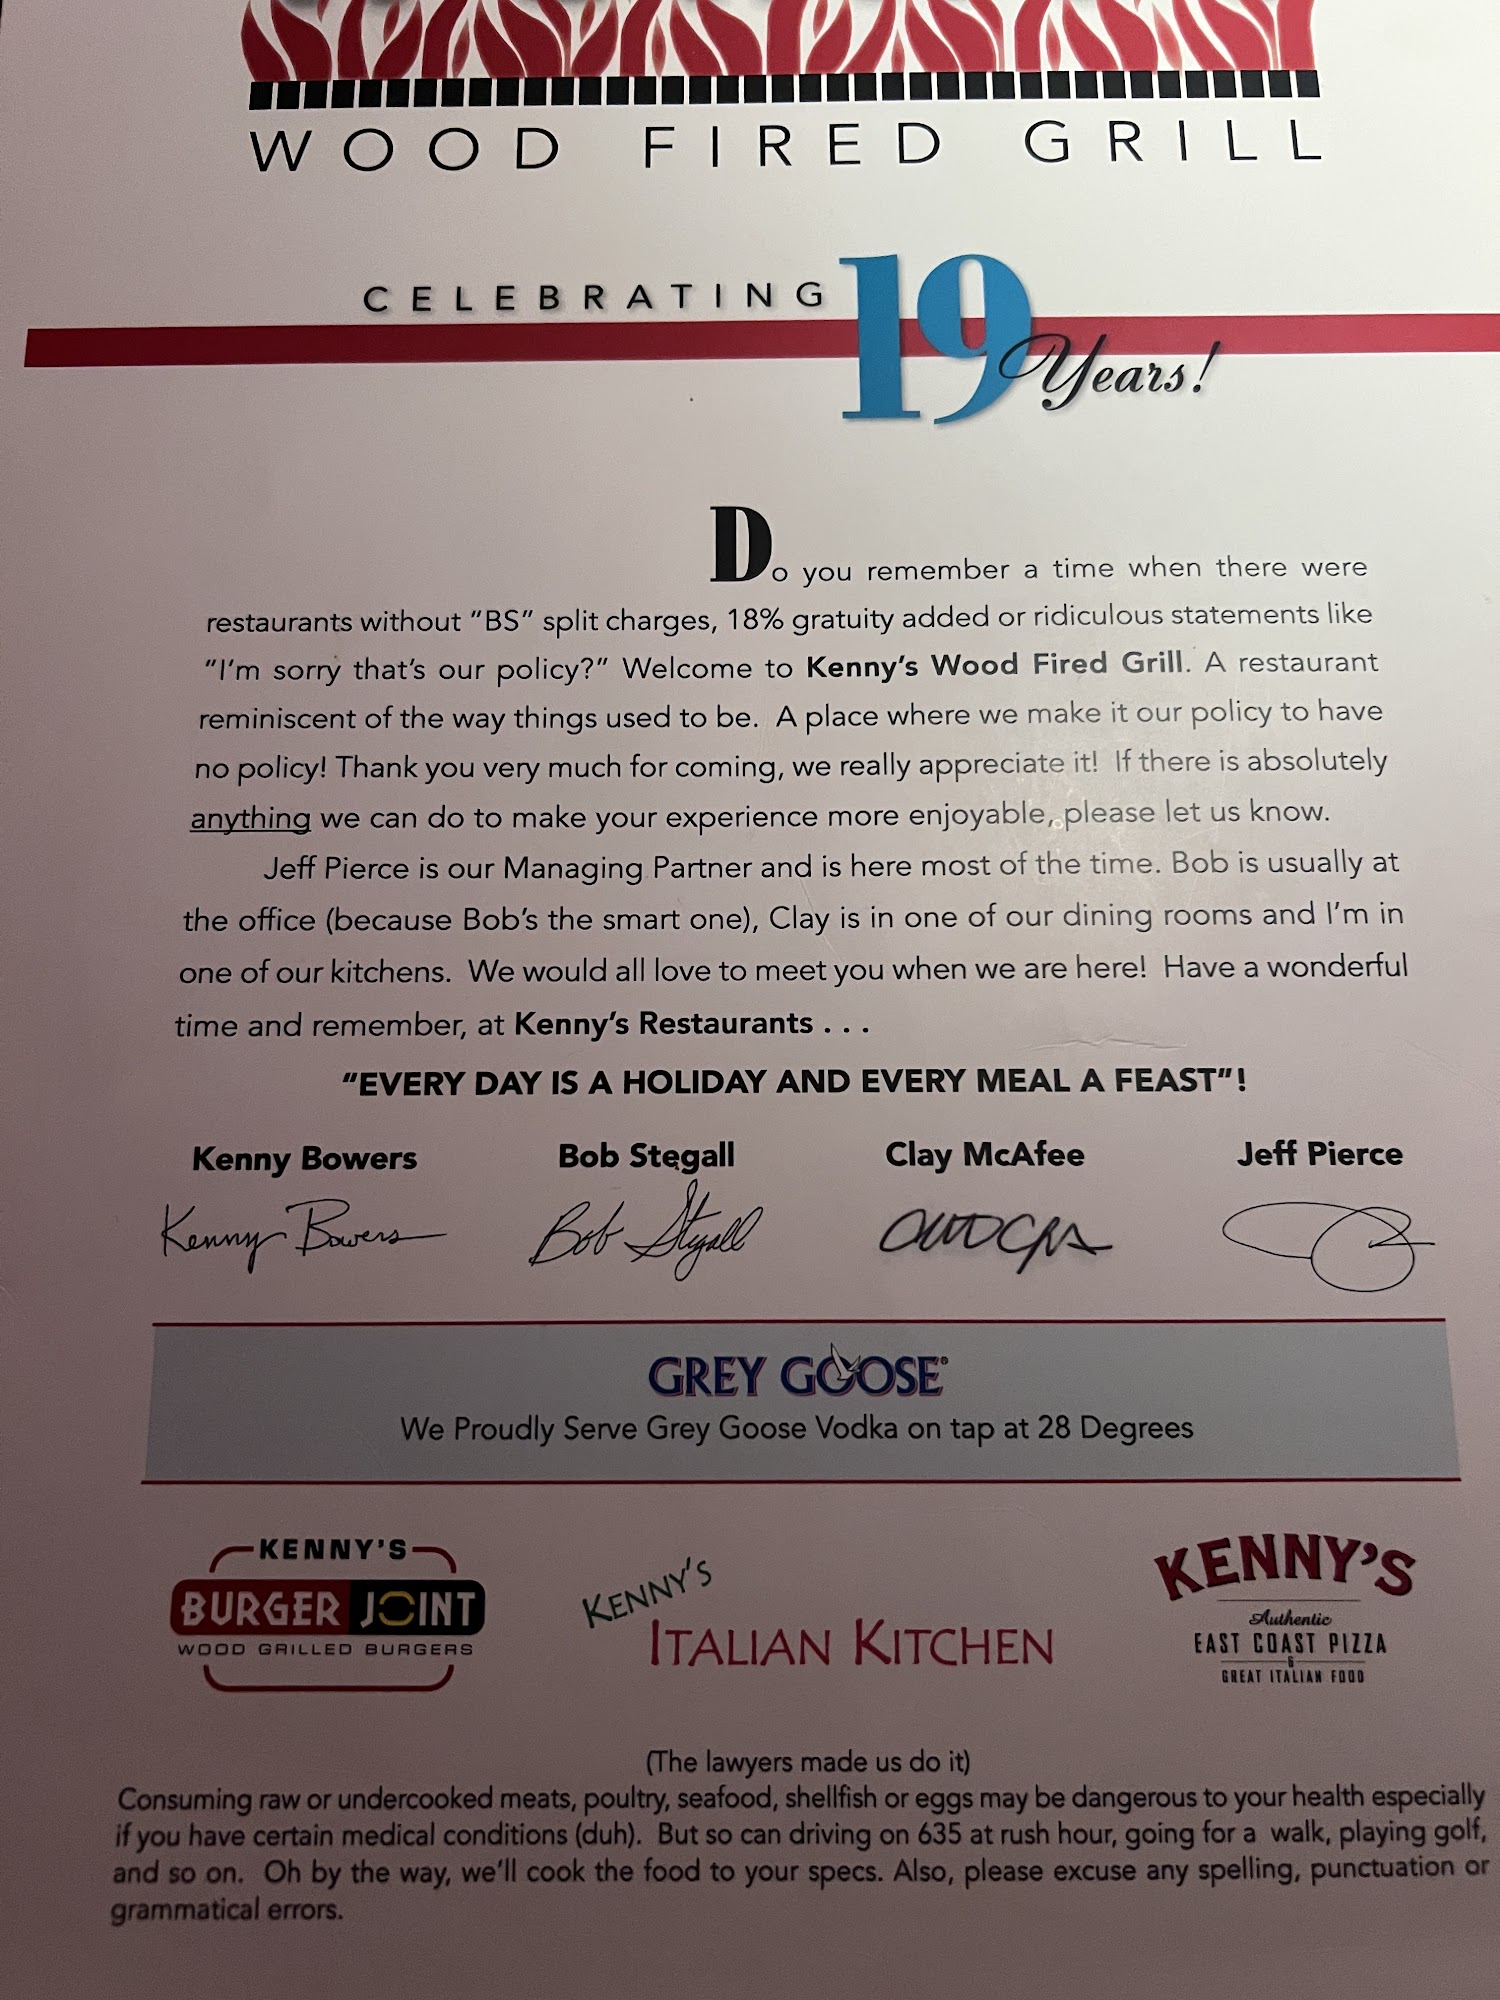 WOOD FIRED GRILL
CELEBRATING 19 Years!
Do you remember a time when there were
restaurants without "BS" split charges, 18% gratuity added or ridiculous statements like
"I'm sorry that's our policy?" Welcome to Kenny's Wood Fired Grill. A restaurant
reminiscent of the way things used to be. A place where we make it our policy to have
no policy! Thank you very much for coming, we really appreciate it! If there is absolutely
anything we can do to make your experience more enjoyable, please let us know.
Jeff Pierce is our Managing Partner and is here most of the time. Bob is usually at
the office (because Bob's the smart one), Clay is in one of our dining rooms and I'm in
one of our kitchens. We would all love to meet you when we are here! Have a wonderful
time and remember, at Kenny's Restaurants . . .
"EVERY DAY IS A HOLIDAY AND EVERY MEAL A FEAST"!
Kenny Bowers Bob Stegall Clay McAfee Jeff Pierce
Kenny Bowers Bob Stegall
GREY GOOSE®
We Proudly Serve Grey Goose Vodka on tap at 28 Degrees
KENNY'S
BURGER JOINT
WOOD GRILLED BURGERS
KENNY'S
ITALIAN KITCHEN
KENNY'S
Authentic
EAST COAST PIZZA
&
GREAT ITALIAN FOOD
(The lawyers made us do it)
Consuming raw or undercooked meats, poultry, seafood, shellfish or eggs may be dangerous to your health especially
if you have certain medical conditions (duh). But so can driving on 635 at rush hour, going for a walk, playing golf,
and so on. Oh by the way, we'll cook the food to your specs. Also, please excuse any spelling, punctuation or
grammatical errors.